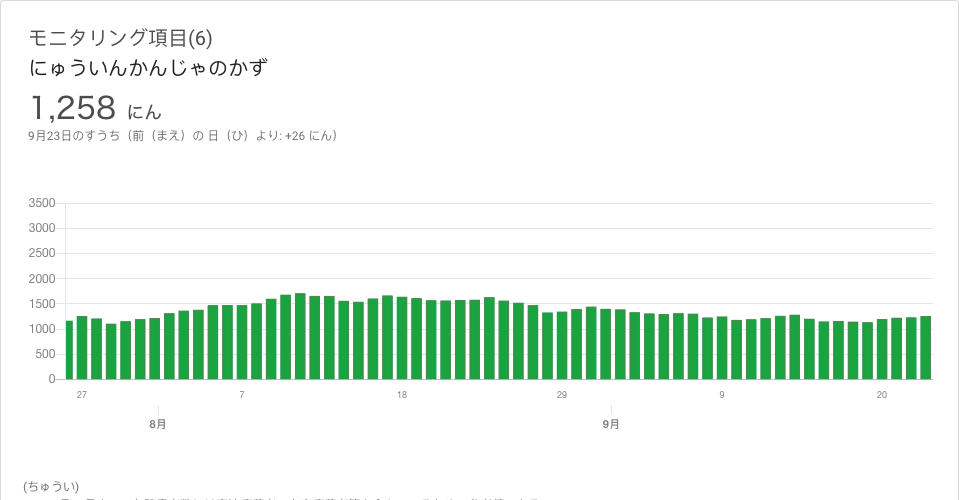 モニタリング項目(6)
にゅういんかんじゃのかず
1,258 にん
9月23日のすうち（前（まえ）の 日（ひ）より: +26 にん）
3500
3000
2500
2000
1500
1000
500
0
27 7 18 29 9 20
8月 9月
(ちゅうい)